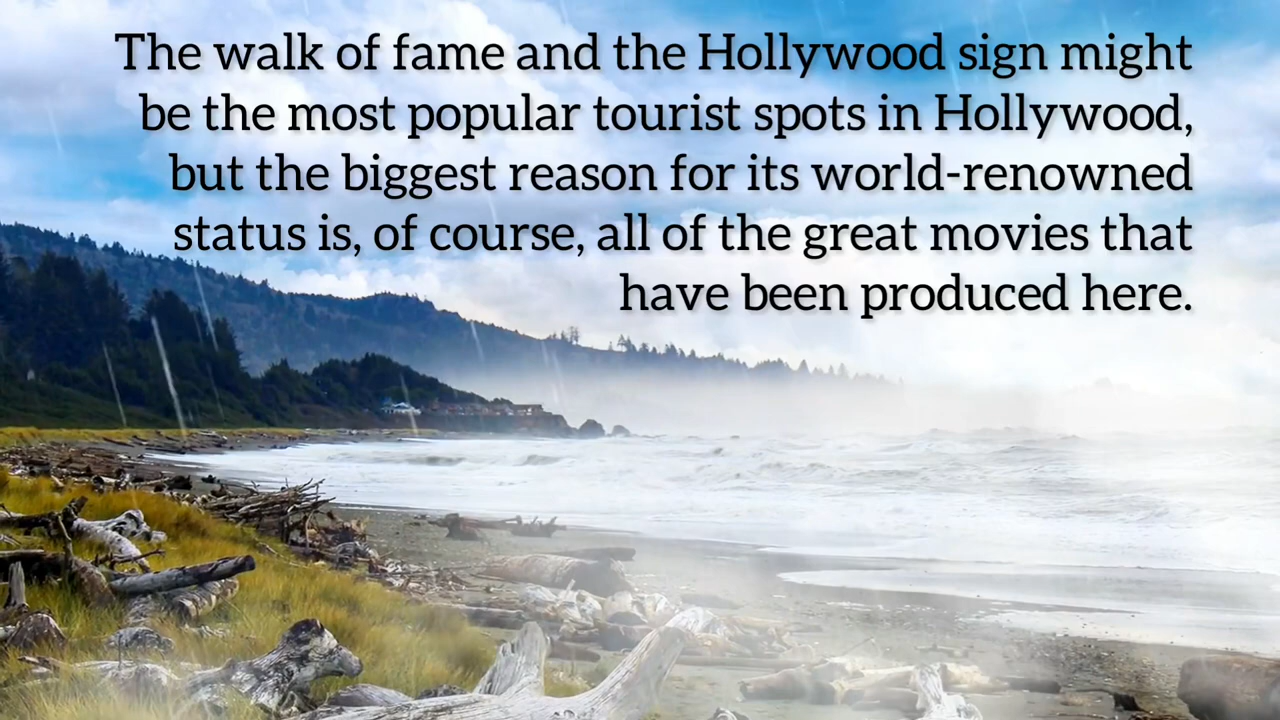 The walk of fame and the Hollywood sign might
be the most popular tourist spots in Hollywood,
but the biggest reason for its world-renowned
status is, of course, all of the great movies that
have been produced here.